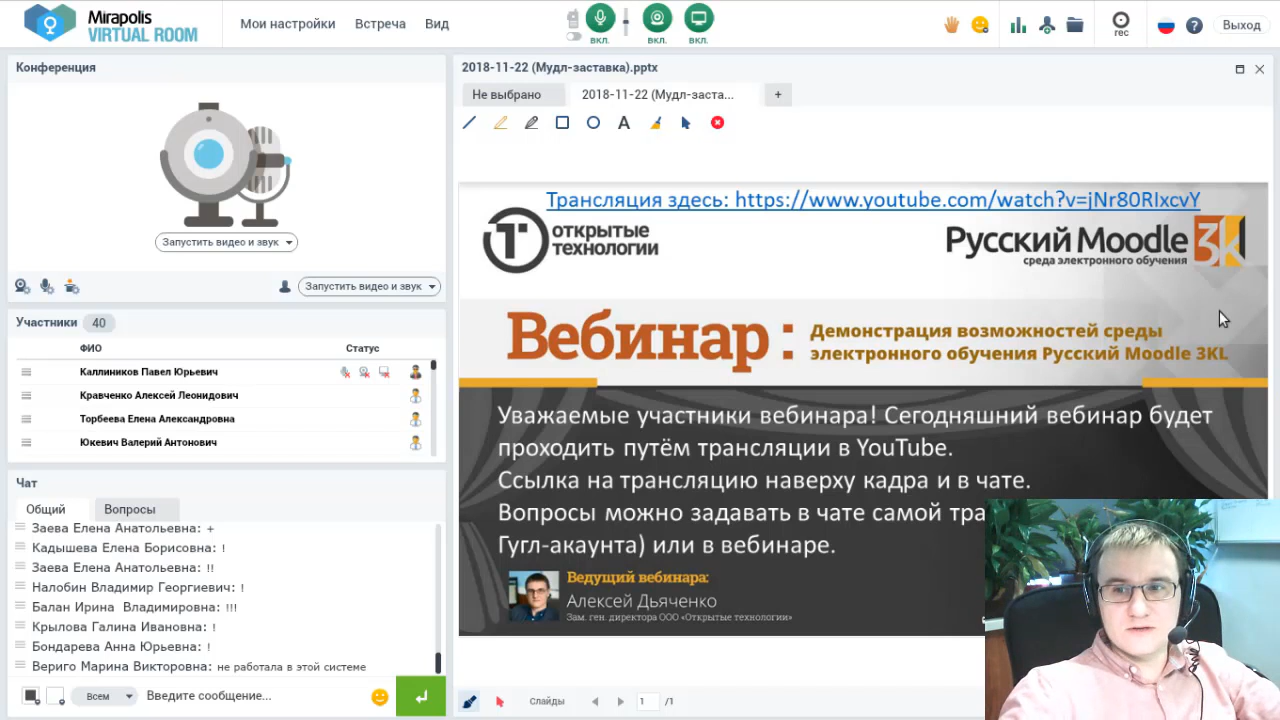 Mirapolis
VIRTUAL ROOM
Мои настройки
Встреча
Вид
вкл.
вкл.
вкл.
rec
?
Выход
Конференция
Запустить видео и звук
Запустить видео и звук
Участники
40
ФИО
Статус
Каллиников Павел Юрьевич
Кравченко Алексей Леонидович
Торбеева Елена Александровна
Юкевич Валерий Антонович
Чат
Общий
Вопросы
Заева Елена Анатольевна: +
Кадышева Елена Борисовна: !
Заева Елена Анатольевна: !!
Налобин Владимир Георгиевич: !
Балан Ирина Владимировна: !!!
Крылова Галина Ивановна: !
Бондарева Анна Юрьевна: !
Вериго Марина Викторовна: не работала в этой системе
Всем
Введите сообщение...
2018-11-22 (Мудл-заставка).pptx
Не выбрано
2018-11-22 (Мудл-заста...
+
A
Трансляция здесь: https://www.youtube.com/watch?v=jNr80RIxcvY
Т
открытые
технологии
Русский Moodle 3K
среда электронного обучения
Вебинар :
Демонстрация возможностей среды
электронного обучения Русский Moodle 3KL
Уважаемые участники вебинара! Сегодняшний вебинар будет
проходить путём трансляции в YouTube.
Ссылка на трансляцию наверху кадра и в чате.
Вопросы можно задавать в чате самой тра
Гугл-акаунта) или в вебинаре.
Ведущий вебинара:
Алексей Дьяченко
Зам. ген. директора ООО «Открытые технологии»
Слайды
1
/1